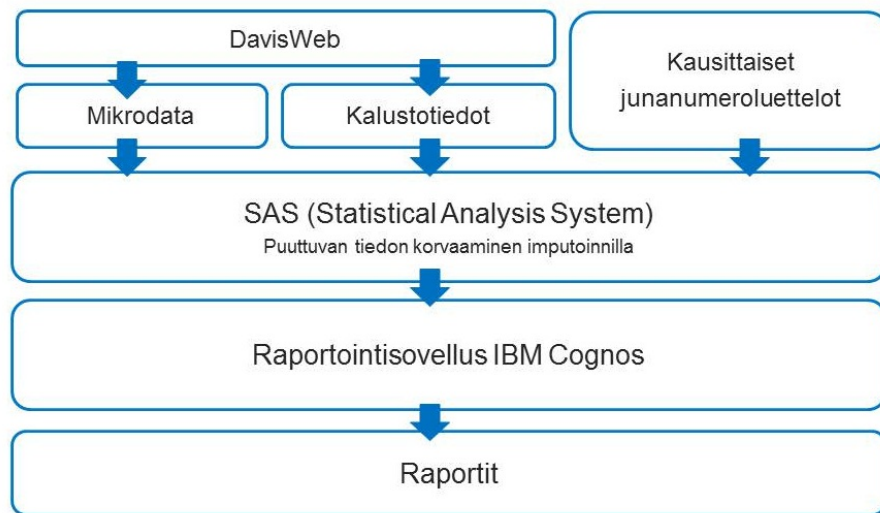 DavisWeb
Kausittaiset
junanumeroluettelot
Mikrodata
Kalustotiedot
SAS (Statistical Analysis System)
Puuttuvan tiedon korvaaminen imputoinnilla
Raportointisovellus IBM Cognos
Raportit